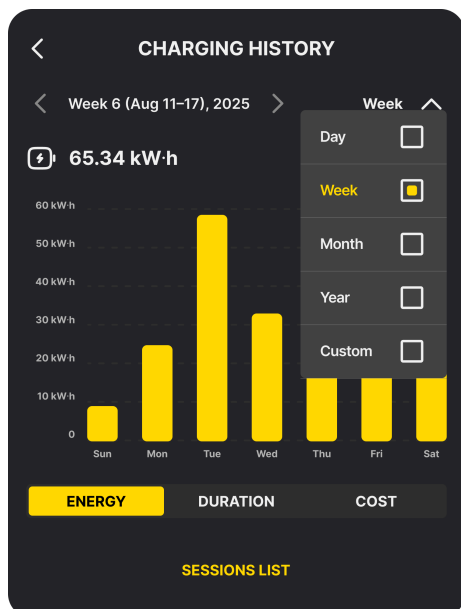 CHARGING HISTORY
Week 6 (Aug 11–17), 2025
Week
Day
65.34 kW·h
Week
60 kW·h
50 kW·h
Month
40 kW·h
Year
30 kW·h
Custom
20 kW·h
10 kW·h
0
Sun Mon Tue Wed Thu Fri Sat
ENERGY DURATION COST
SESSIONS LIST